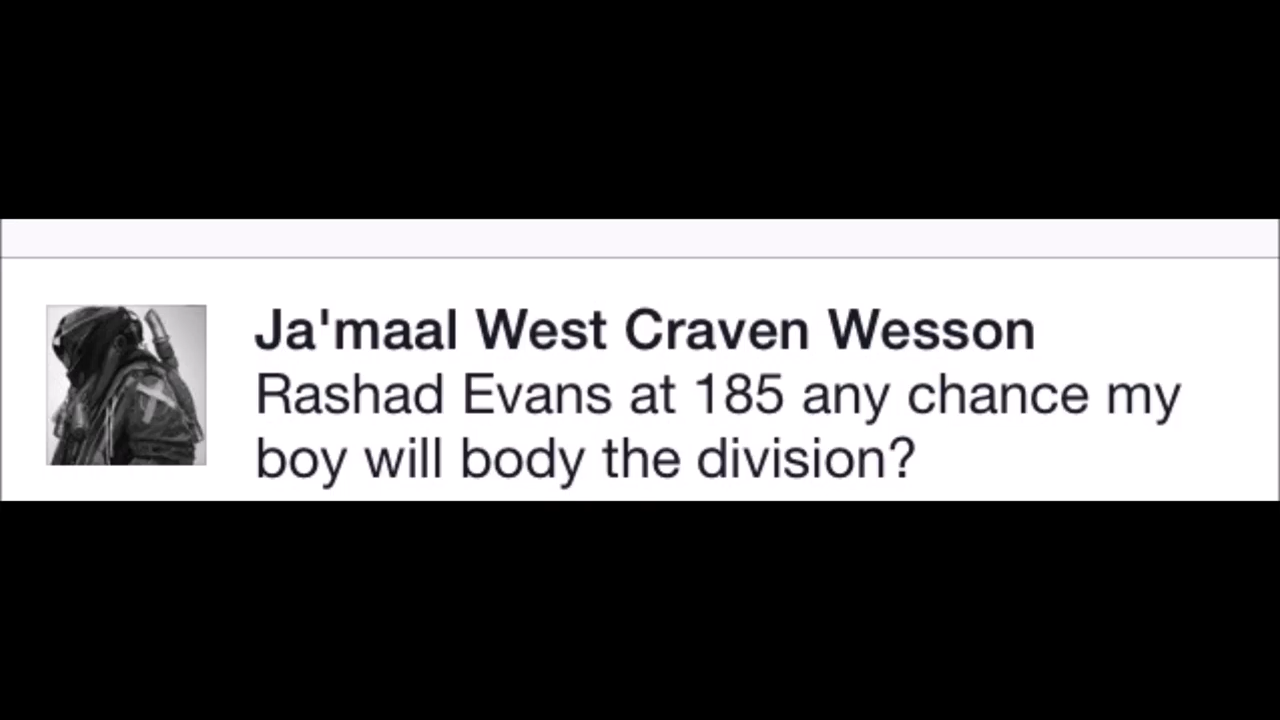 Ja'maal West Craven Wesson
Rashad Evans at 185 any chance my
boy will body the division?